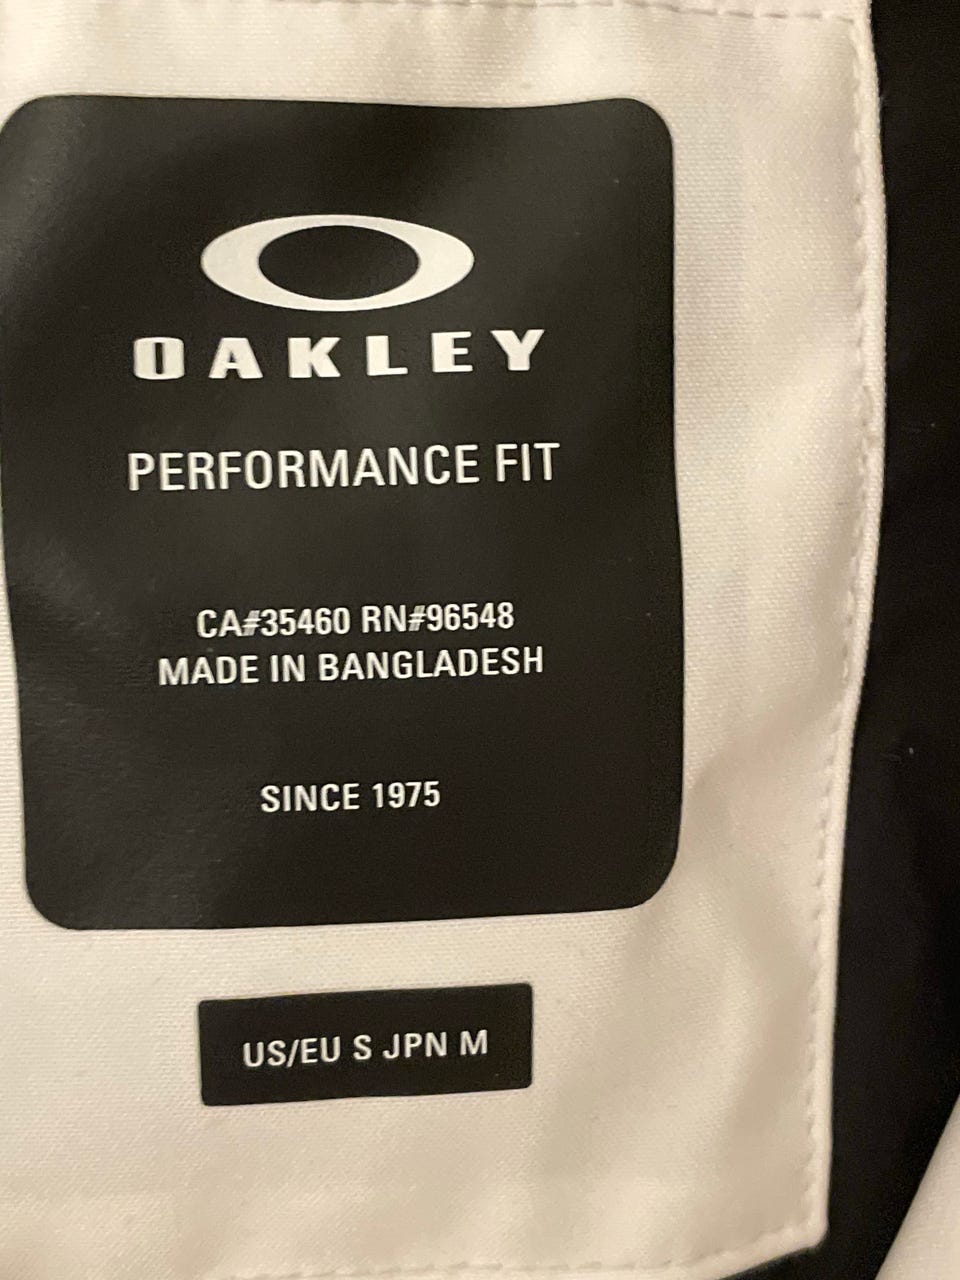 OAKLEY
PERFORMANCE FIT
CA#35460 RN#96548
MADE IN BANGLADESH
SINCE 1975
US/EU S JPN M